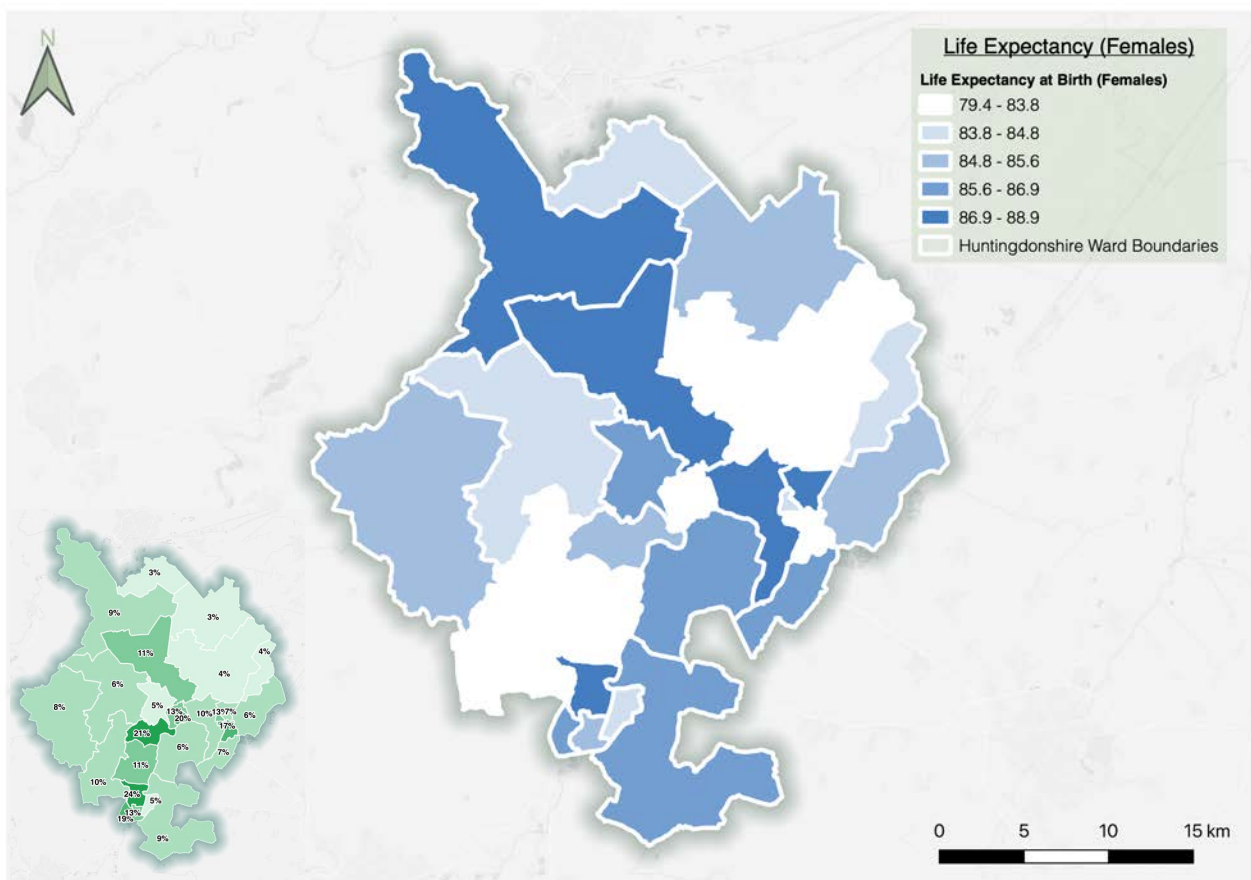 N
Life Expectancy (Females)
Life Expectancy at Birth (Females)
79.4 - 83.8
83.8 - 84.8
84.8 - 85.6
85.6 - 86.9
86.9 - 88.9
Huntingdonshire Ward Boundaries
3%
9%
3%
11%
4%
4%
6%
8%
5%
13%
20%
10%
13%
7%
6%
17%
21%
6%
7%
11%
10%
24%
5%
13%
19%
9%
0 5 10 15 km